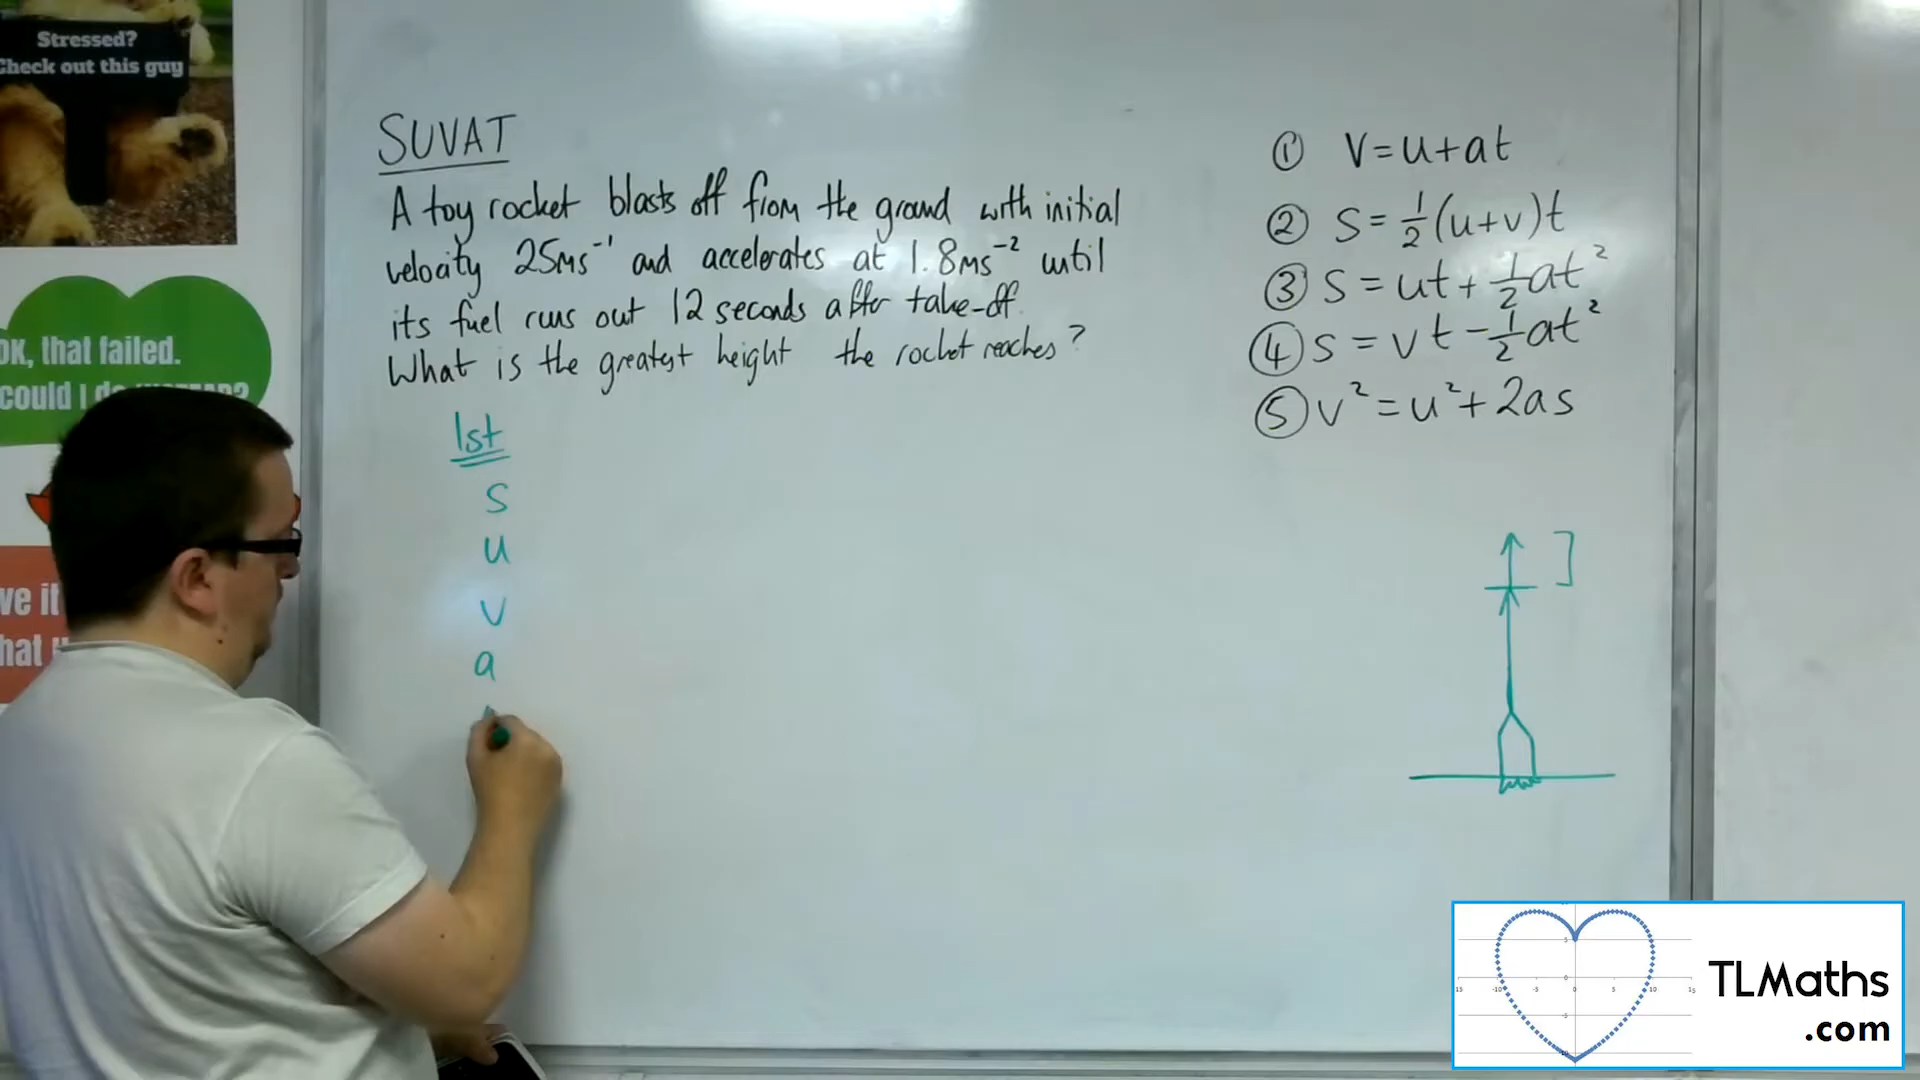 Stressed?
Check out this guy
OK, that failed.
could I do
SUVAT
A toy rocket blasts off from the ground with initial
velocity 25ms⁻¹ and accelerates at 1.8ms⁻² until
its fuel runs out 12 seconds after take-off.
What is the greatest height the rocket reaches?
① V=u+at
② S=½(u+v)t
③ S=ut+½at²
④ S=vt-½at²
⑤ v²=u²+2as
1st
S
u
v
a
TLMaths
.com